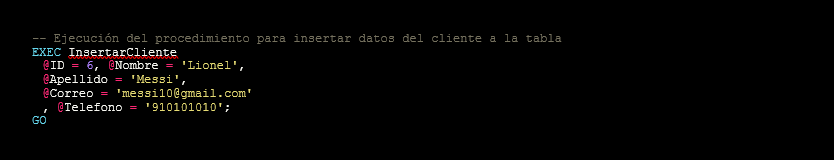 -- Ejecución del procedimiento para insertar datos del cliente a la tabla
EXEC InsertarCliente
@ID = 6, @Nombre = 'Lionel',
@Apellido = 'Messi',
@Correo = 'messi10@gmail.com'
, @Telefono = '910101010';
GO